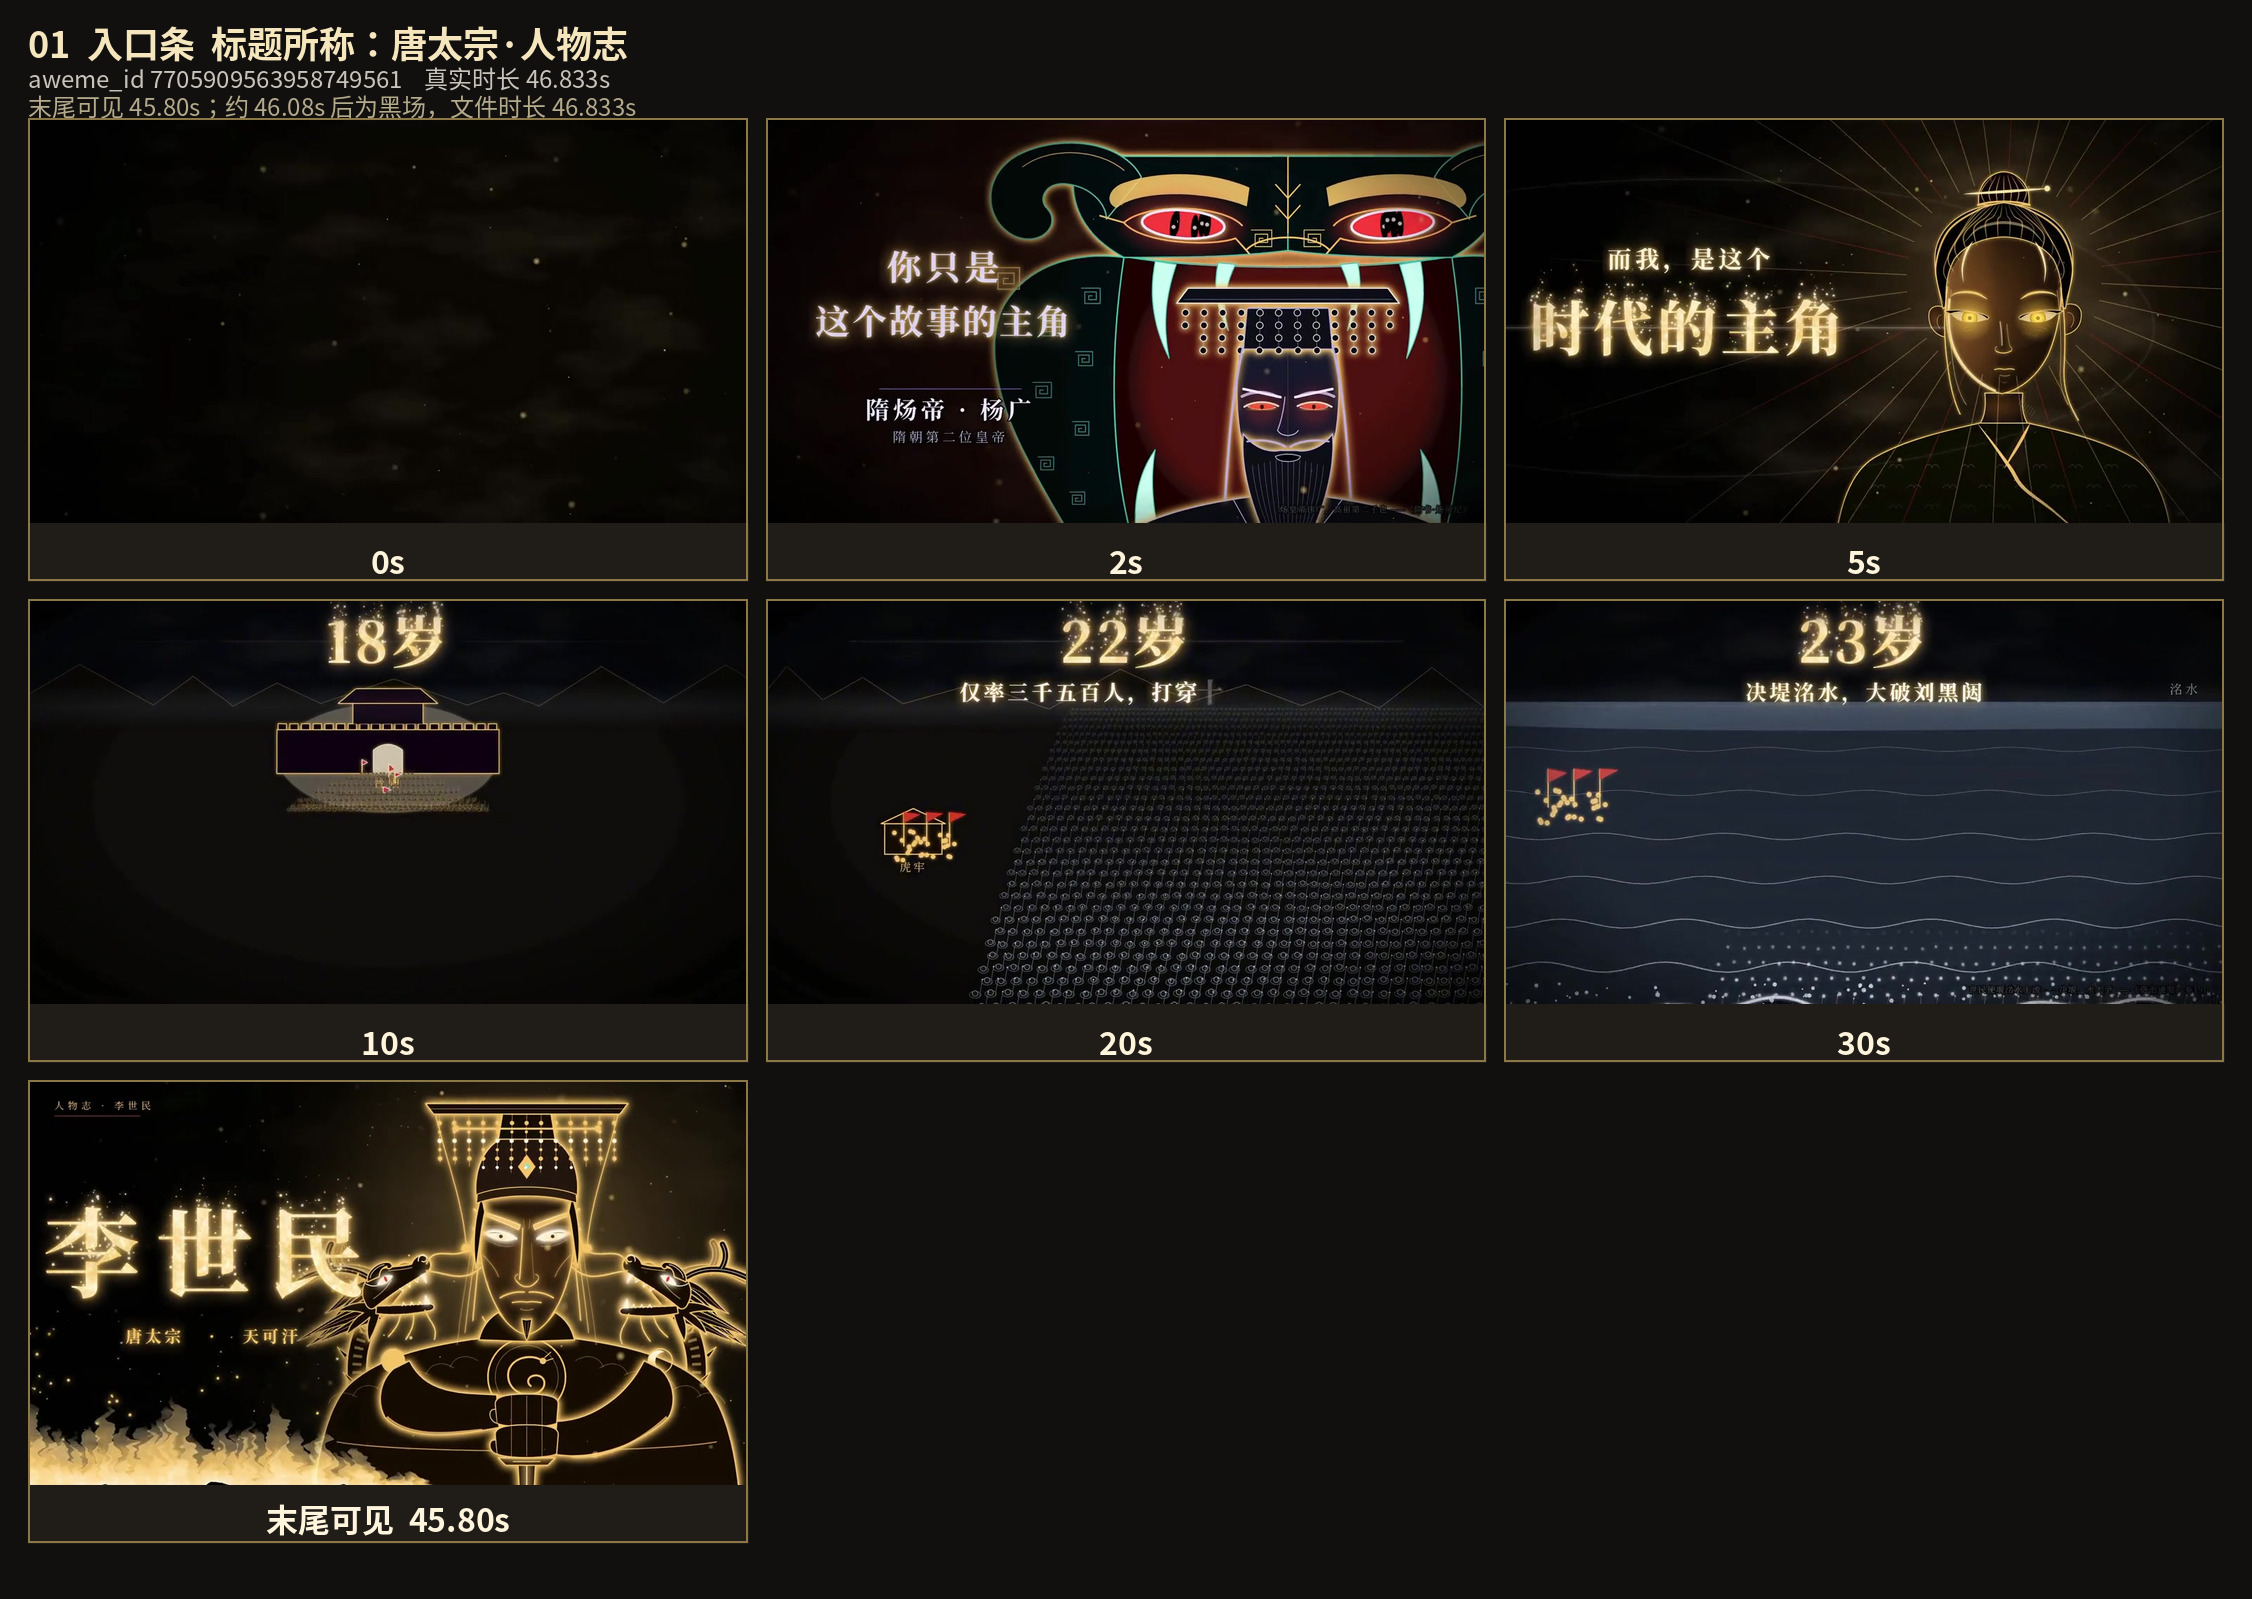 01 入口条 标题所称：唐太宗·人物志
aweme_id 7705909563958749561 真实时长 46.833s
末尾可见 45.80s；约 46.08s 后为黑场，文件时长 46.833s
0s
你只是
这个故事的主角
隋炀帝 · 杨广
隋朝第二位皇帝
2s
而我，是这个
时代的主角
5s
18岁
10s
22岁
仅率三千五百人，打穿十
虎牢
20s
23岁
决堤洺水，大破刘黑闼
洺水
30s
人物志 · 李世民
李世民
唐太宗 · 天可汗
末尾可见 45.80s